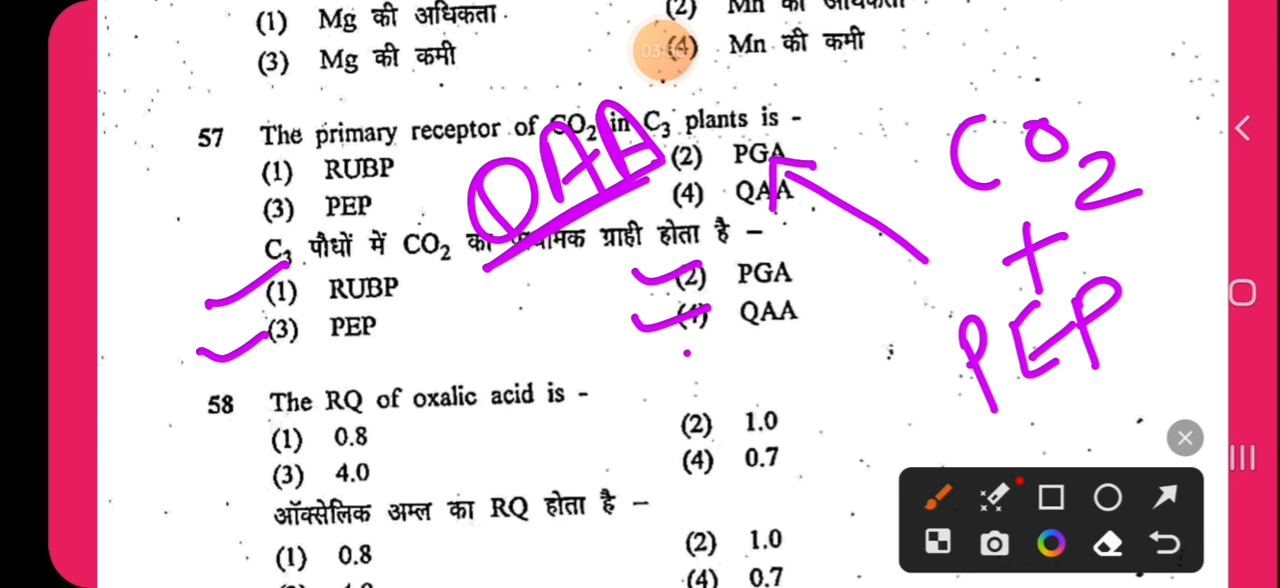 (1) Mg की अधिकता
(2) Mn की
(3) Mg की कमी
(4) Mn की कमी
57 The primary receptor of CO₂ in C₃ plants is -
(1) RUBP
(2) PGA
(3) PEP
(4) QAA
C₃ पौधों में CO₂ का ग्राही होता है –
(1) RUBP
(2) PGA
(3) PEP
(4) QAA
OAA
CO₂
+
PEP
58 The RQ of oxalic acid is -
(1) 0.8
(2) 1.0
(3) 4.0
(4) 0.7
ऑक्सेलिक अम्ल का RQ होता है –
(1) 0.8
(2) 1.0
(4) 0.7